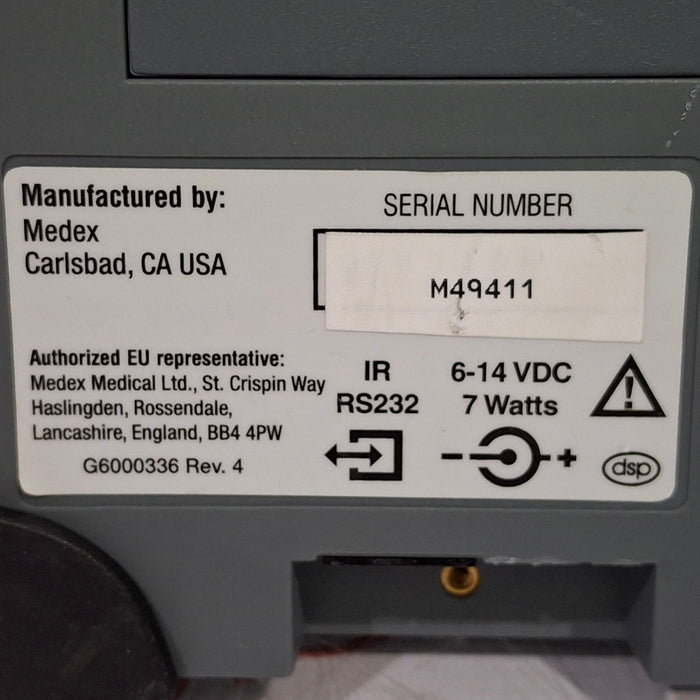 Manufactured by:
Medex
Carlsbad, CA USA
SERIAL NUMBER
M49411
Authorized EU representative:
Medex Medical Ltd., St. Crispin Way
Haslingden, Rossendale,
Lancashire, England, BB4 4PW
G6000336 Rev. 4
IR
RS232
6-14 VDC
7 Watts
dsp